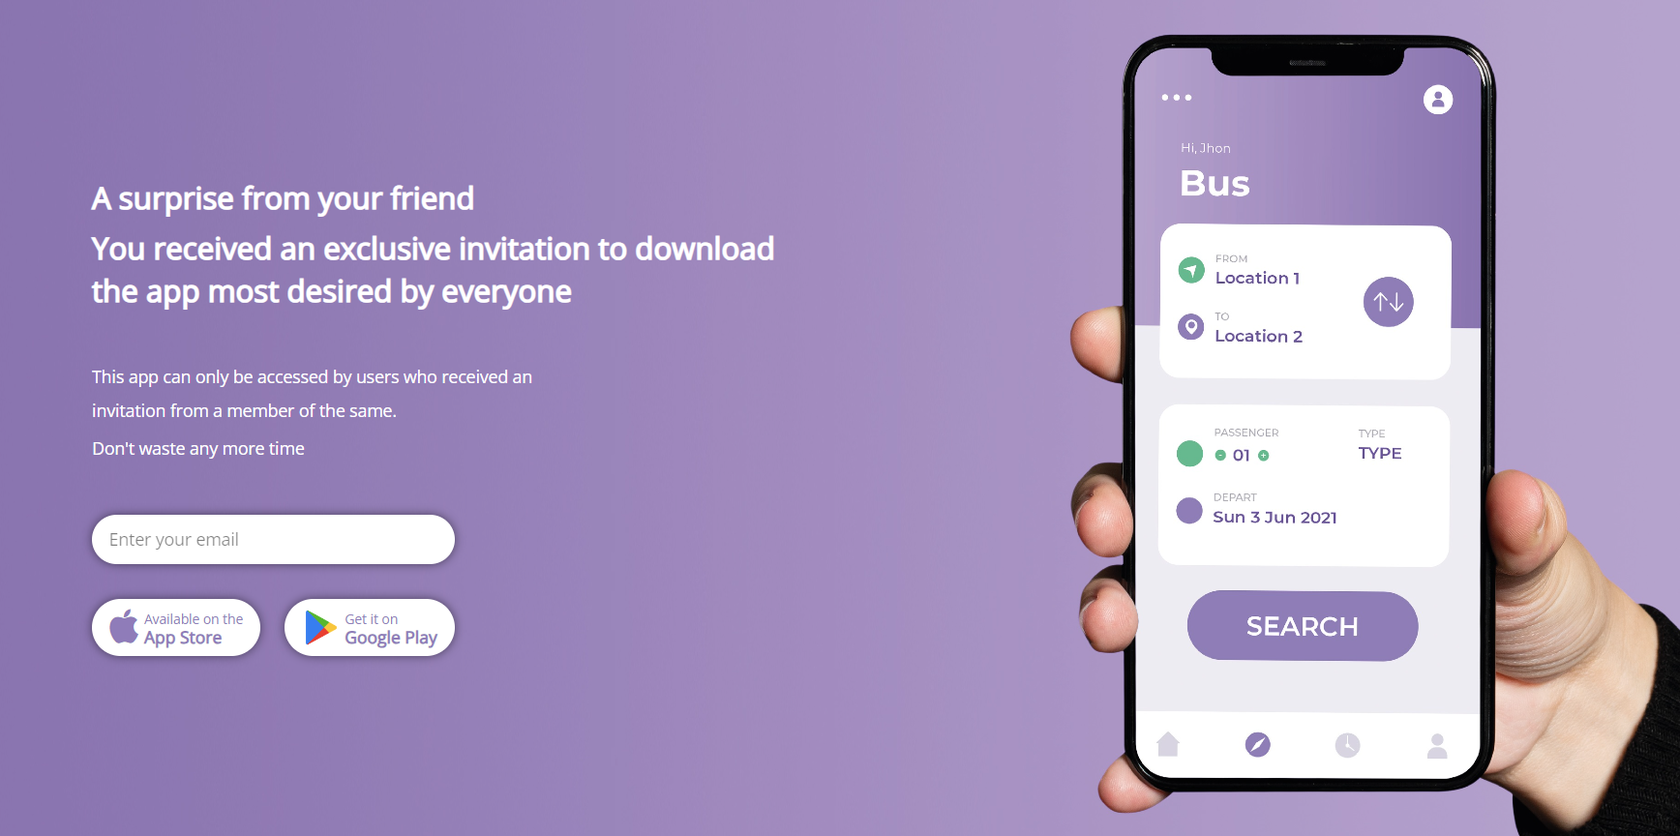 A surprise from your friend
You received an exclusive invitation to download
the app most desired by everyone
This app can only be accessed by users who received an
invitation from a member of the same.
Don't waste any more time
Enter your email
Available on the
App Store
Get it on
Google Play
Hi, Jhon
Bus
FROM
Location 1
TO
Location 2
PASSENGER
- 01 +
TYPE
TYPE
DEPART
Sun 3 Jun 2021
SEARCH